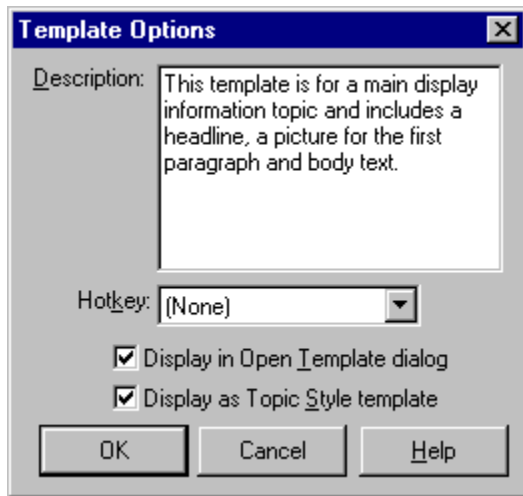 Template Options
Description:
This template is for a main display
information topic and includes a
headline, a picture for the first
paragraph and body text.
Hotkey: (None)
Display in Open Template dialog
Display as Topic Style template
OK Cancel Help